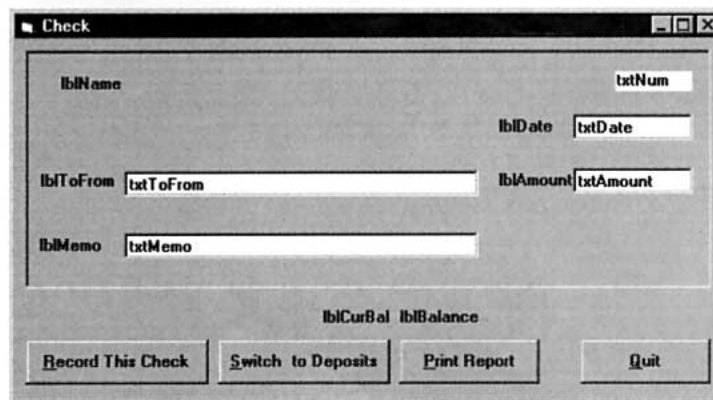 Check
lblName txtNum
lblDate txtDate
lblToFrom txtToFrom lblAmount txtAmount
lblMemo txtMemo
lblCurBal lblBalance
Record This Check Switch to Deposits Print Report Quit